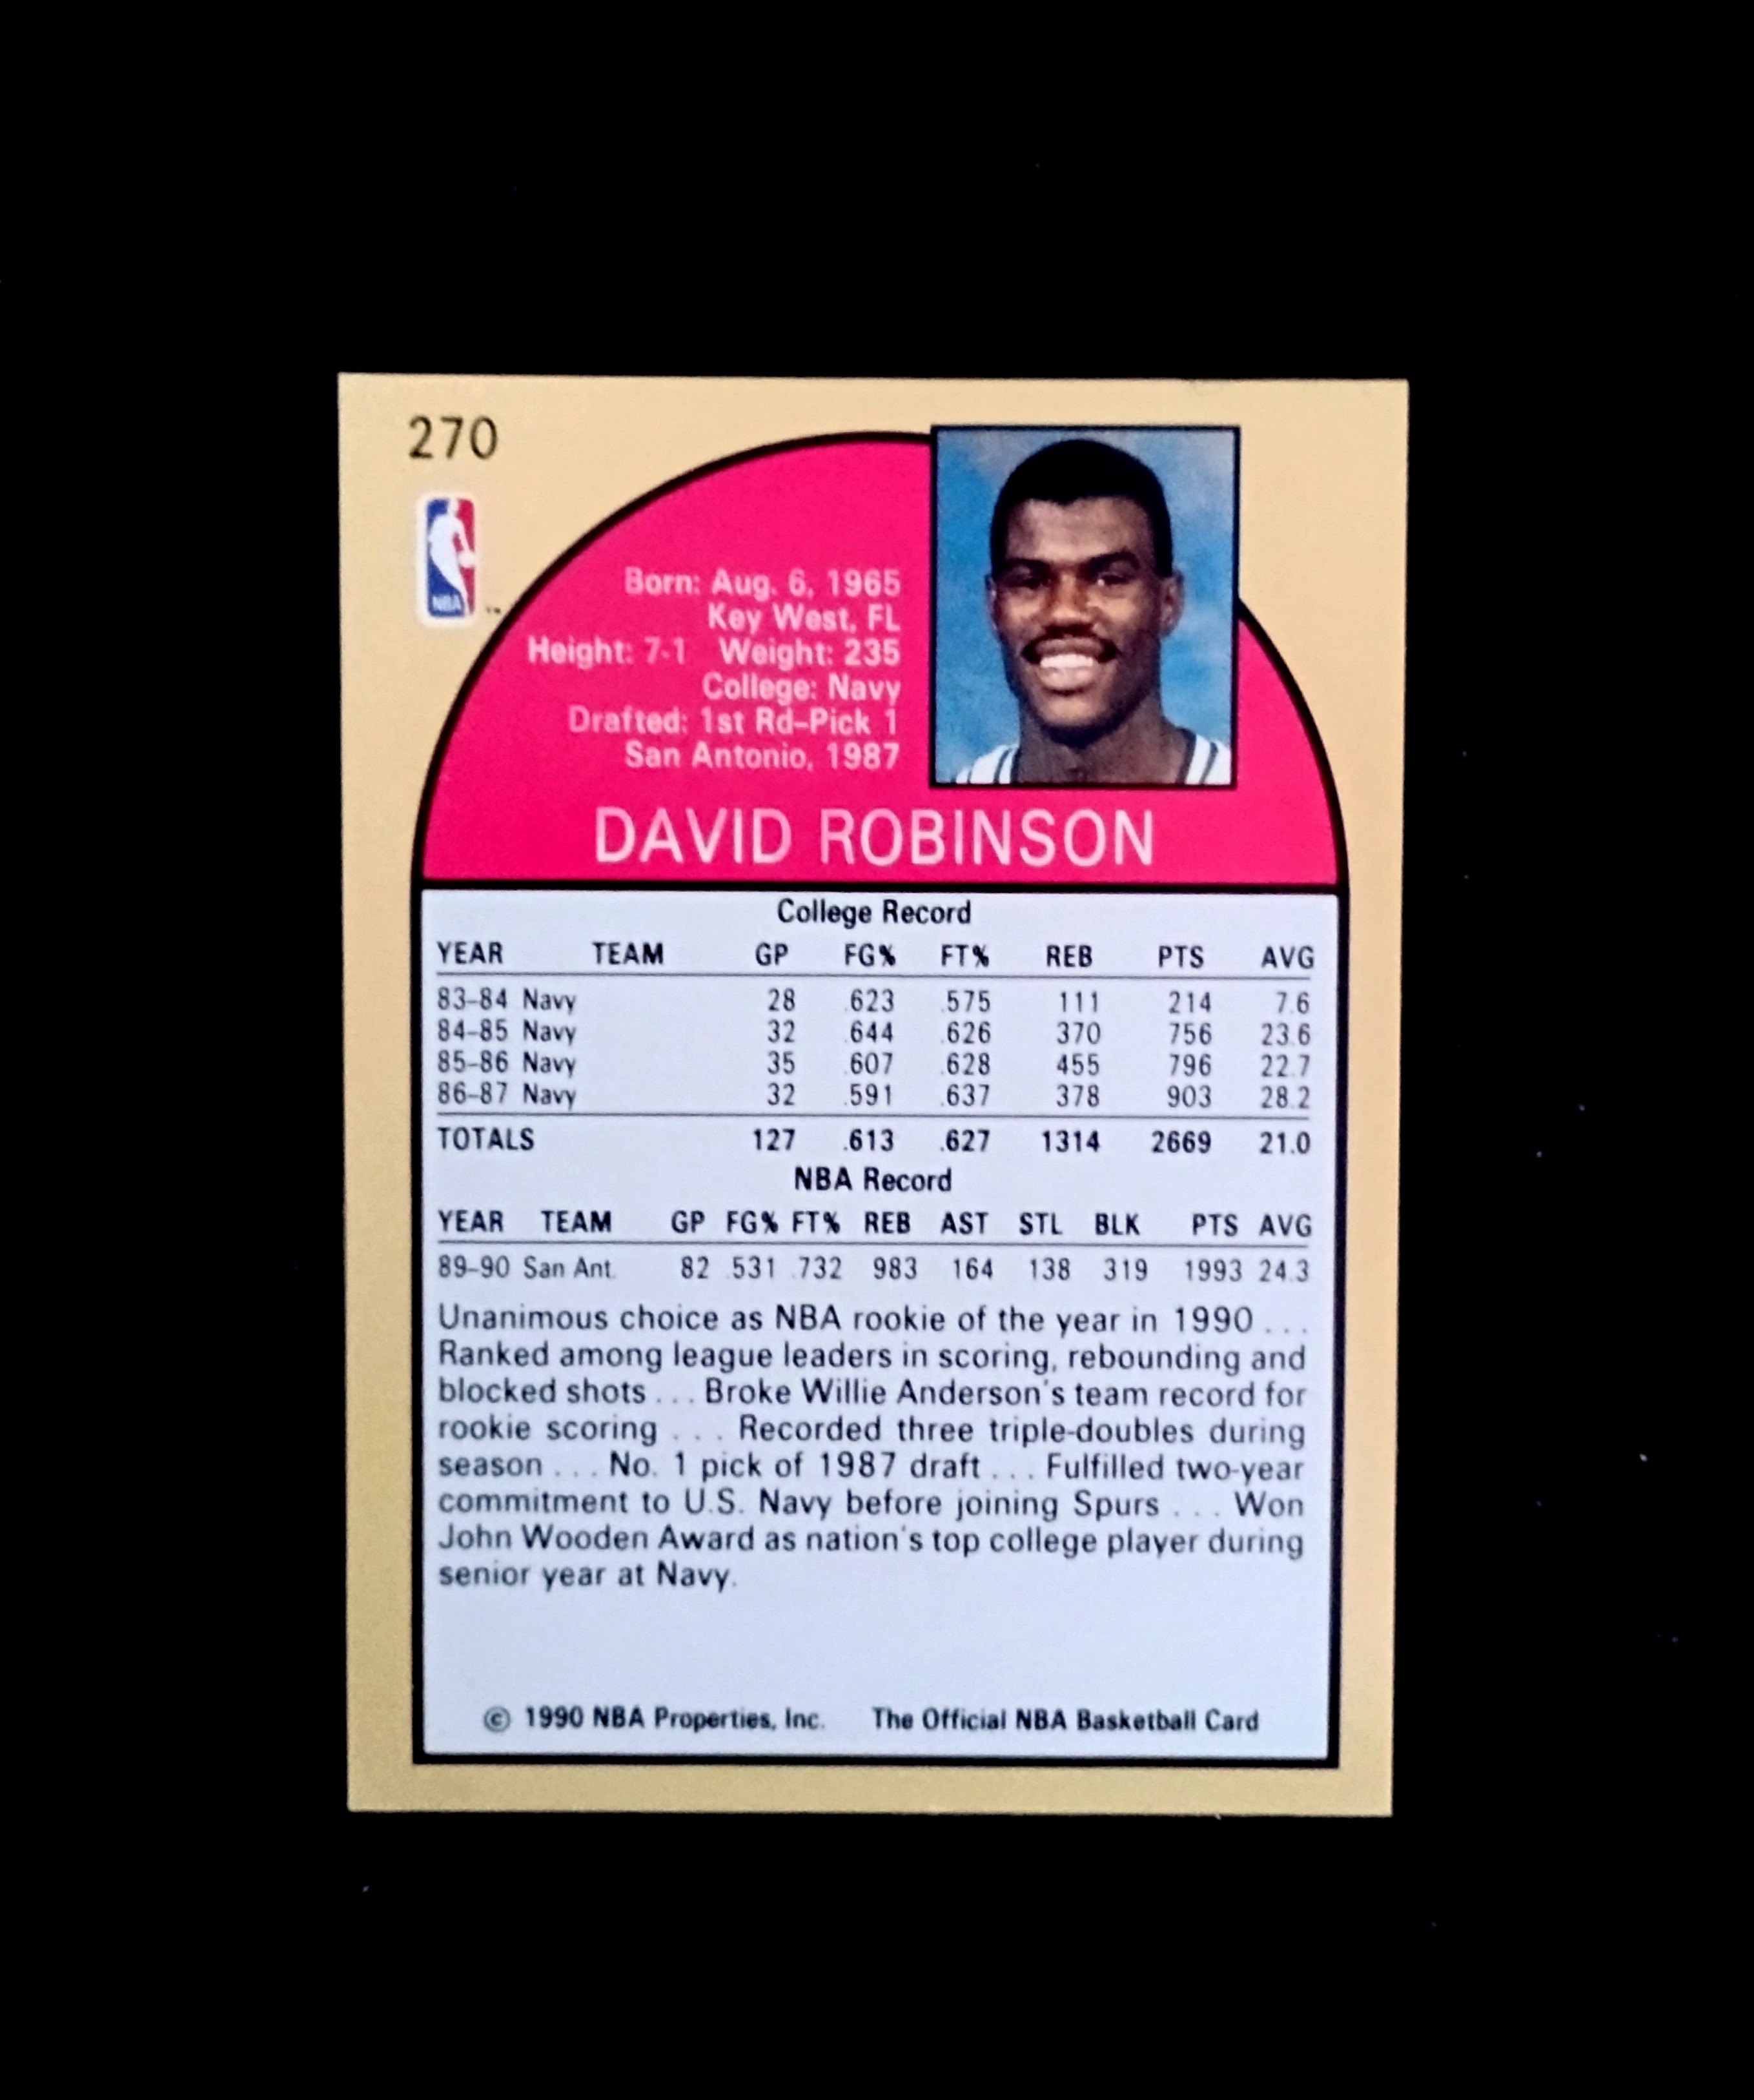 270
NBA
™
Born: Aug. 6, 1965
Key West, FL
Height: 7-1 Weight: 235
College: Navy
Drafted: 1st Rd–Pick 1
San Antonio, 1987
DAVID ROBINSON
College Record
YEAR TEAM GP FG% FT% REB PTS AVG
83–84 Navy 28 .623 .575 111 214 7.6
84–85 Navy 32 .644 .626 370 756 23.6
85–86 Navy 35 .607 .628 455 796 22.7
86–87 Navy 32 .591 .637 378 903 28.2
TOTALS 127 .613 .627 1314 2669 21.0
NBA Record
YEAR TEAM GP FG% FT% REB AST STL BLK PTS AVG
89–90 San Ant. 82 .531 .732 983 164 138 319 1993 24.3
Unanimous choice as NBA rookie of the year in 1990 . . .
Ranked among league leaders in scoring, rebounding and
blocked shots . . . Broke Willie Anderson's team record for
rookie scoring . . . Recorded three triple-doubles during
season . . . No. 1 pick of 1987 draft . . . Fulfilled two-year
commitment to U.S. Navy before joining Spurs . . . Won
John Wooden Award as nation's top college player during
senior year at Navy.
© 1990 NBA Properties, Inc. The Official NBA Basketball Card